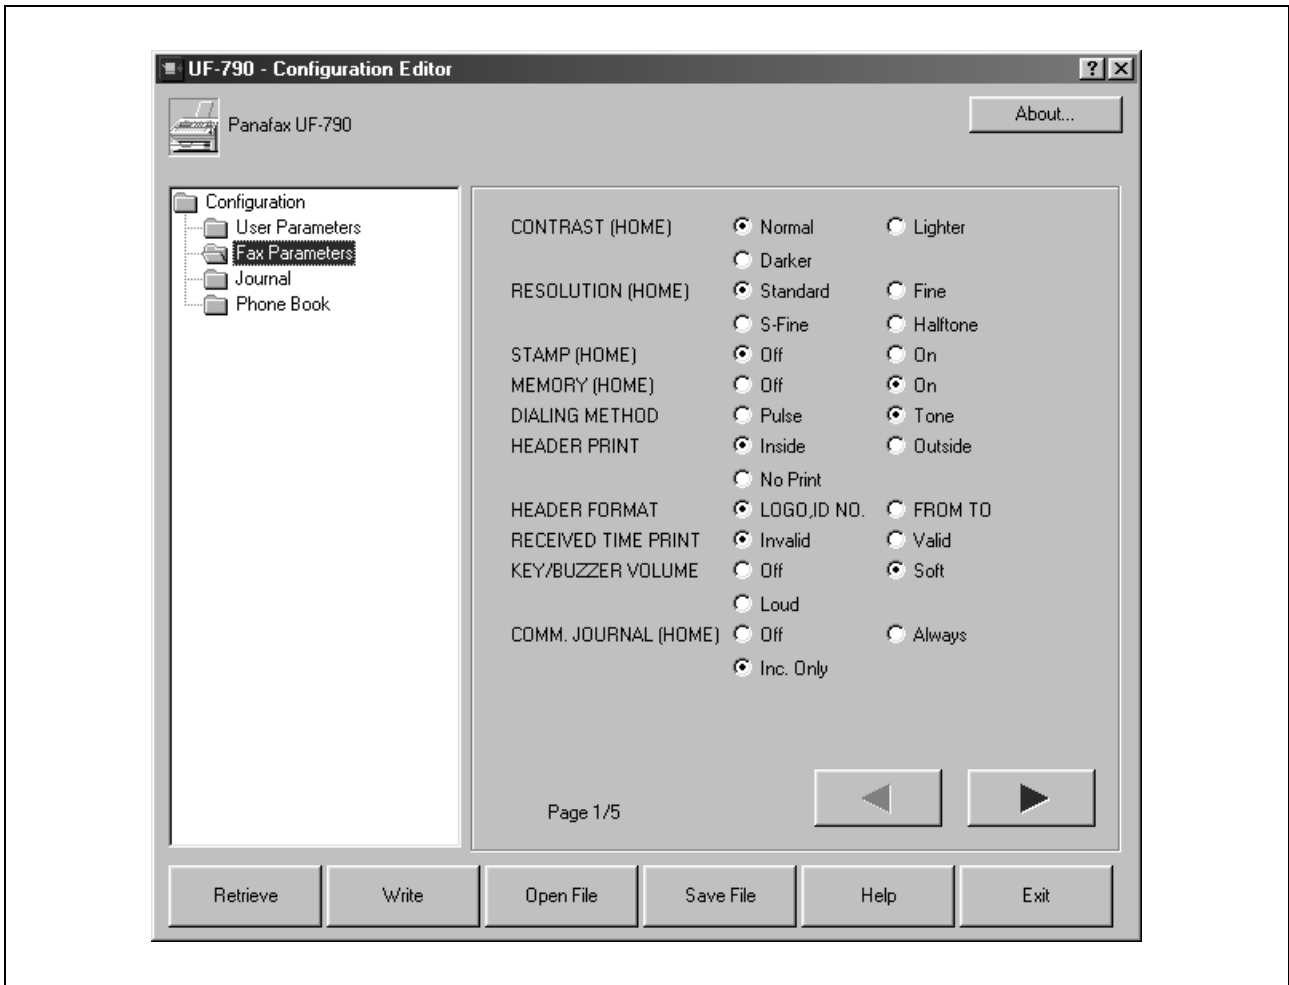 UF-790 - Configuration Editor
Panafax UF-790
About...
Configuration
User Parameters
Fax Parameters
Journal
Phone Book
CONTRAST (HOME) Normal Lighter
Darker
RESOLUTION (HOME) Standard Fine
S-Fine Halftone
STAMP (HOME) Off On
MEMORY (HOME) Off On
DIALING METHOD Pulse Tone
HEADER PRINT Inside Outside
No Print
HEADER FORMAT LOGO,ID NO. FROM TO
RECEIVED TIME PRINT Invalid Valid
KEY/BUZZER VOLUME Off Soft
Loud
COMM. JOURNAL (HOME) Off Always
Inc. Only
Page 1/5
Retrieve Write Open File Save File Help Exit